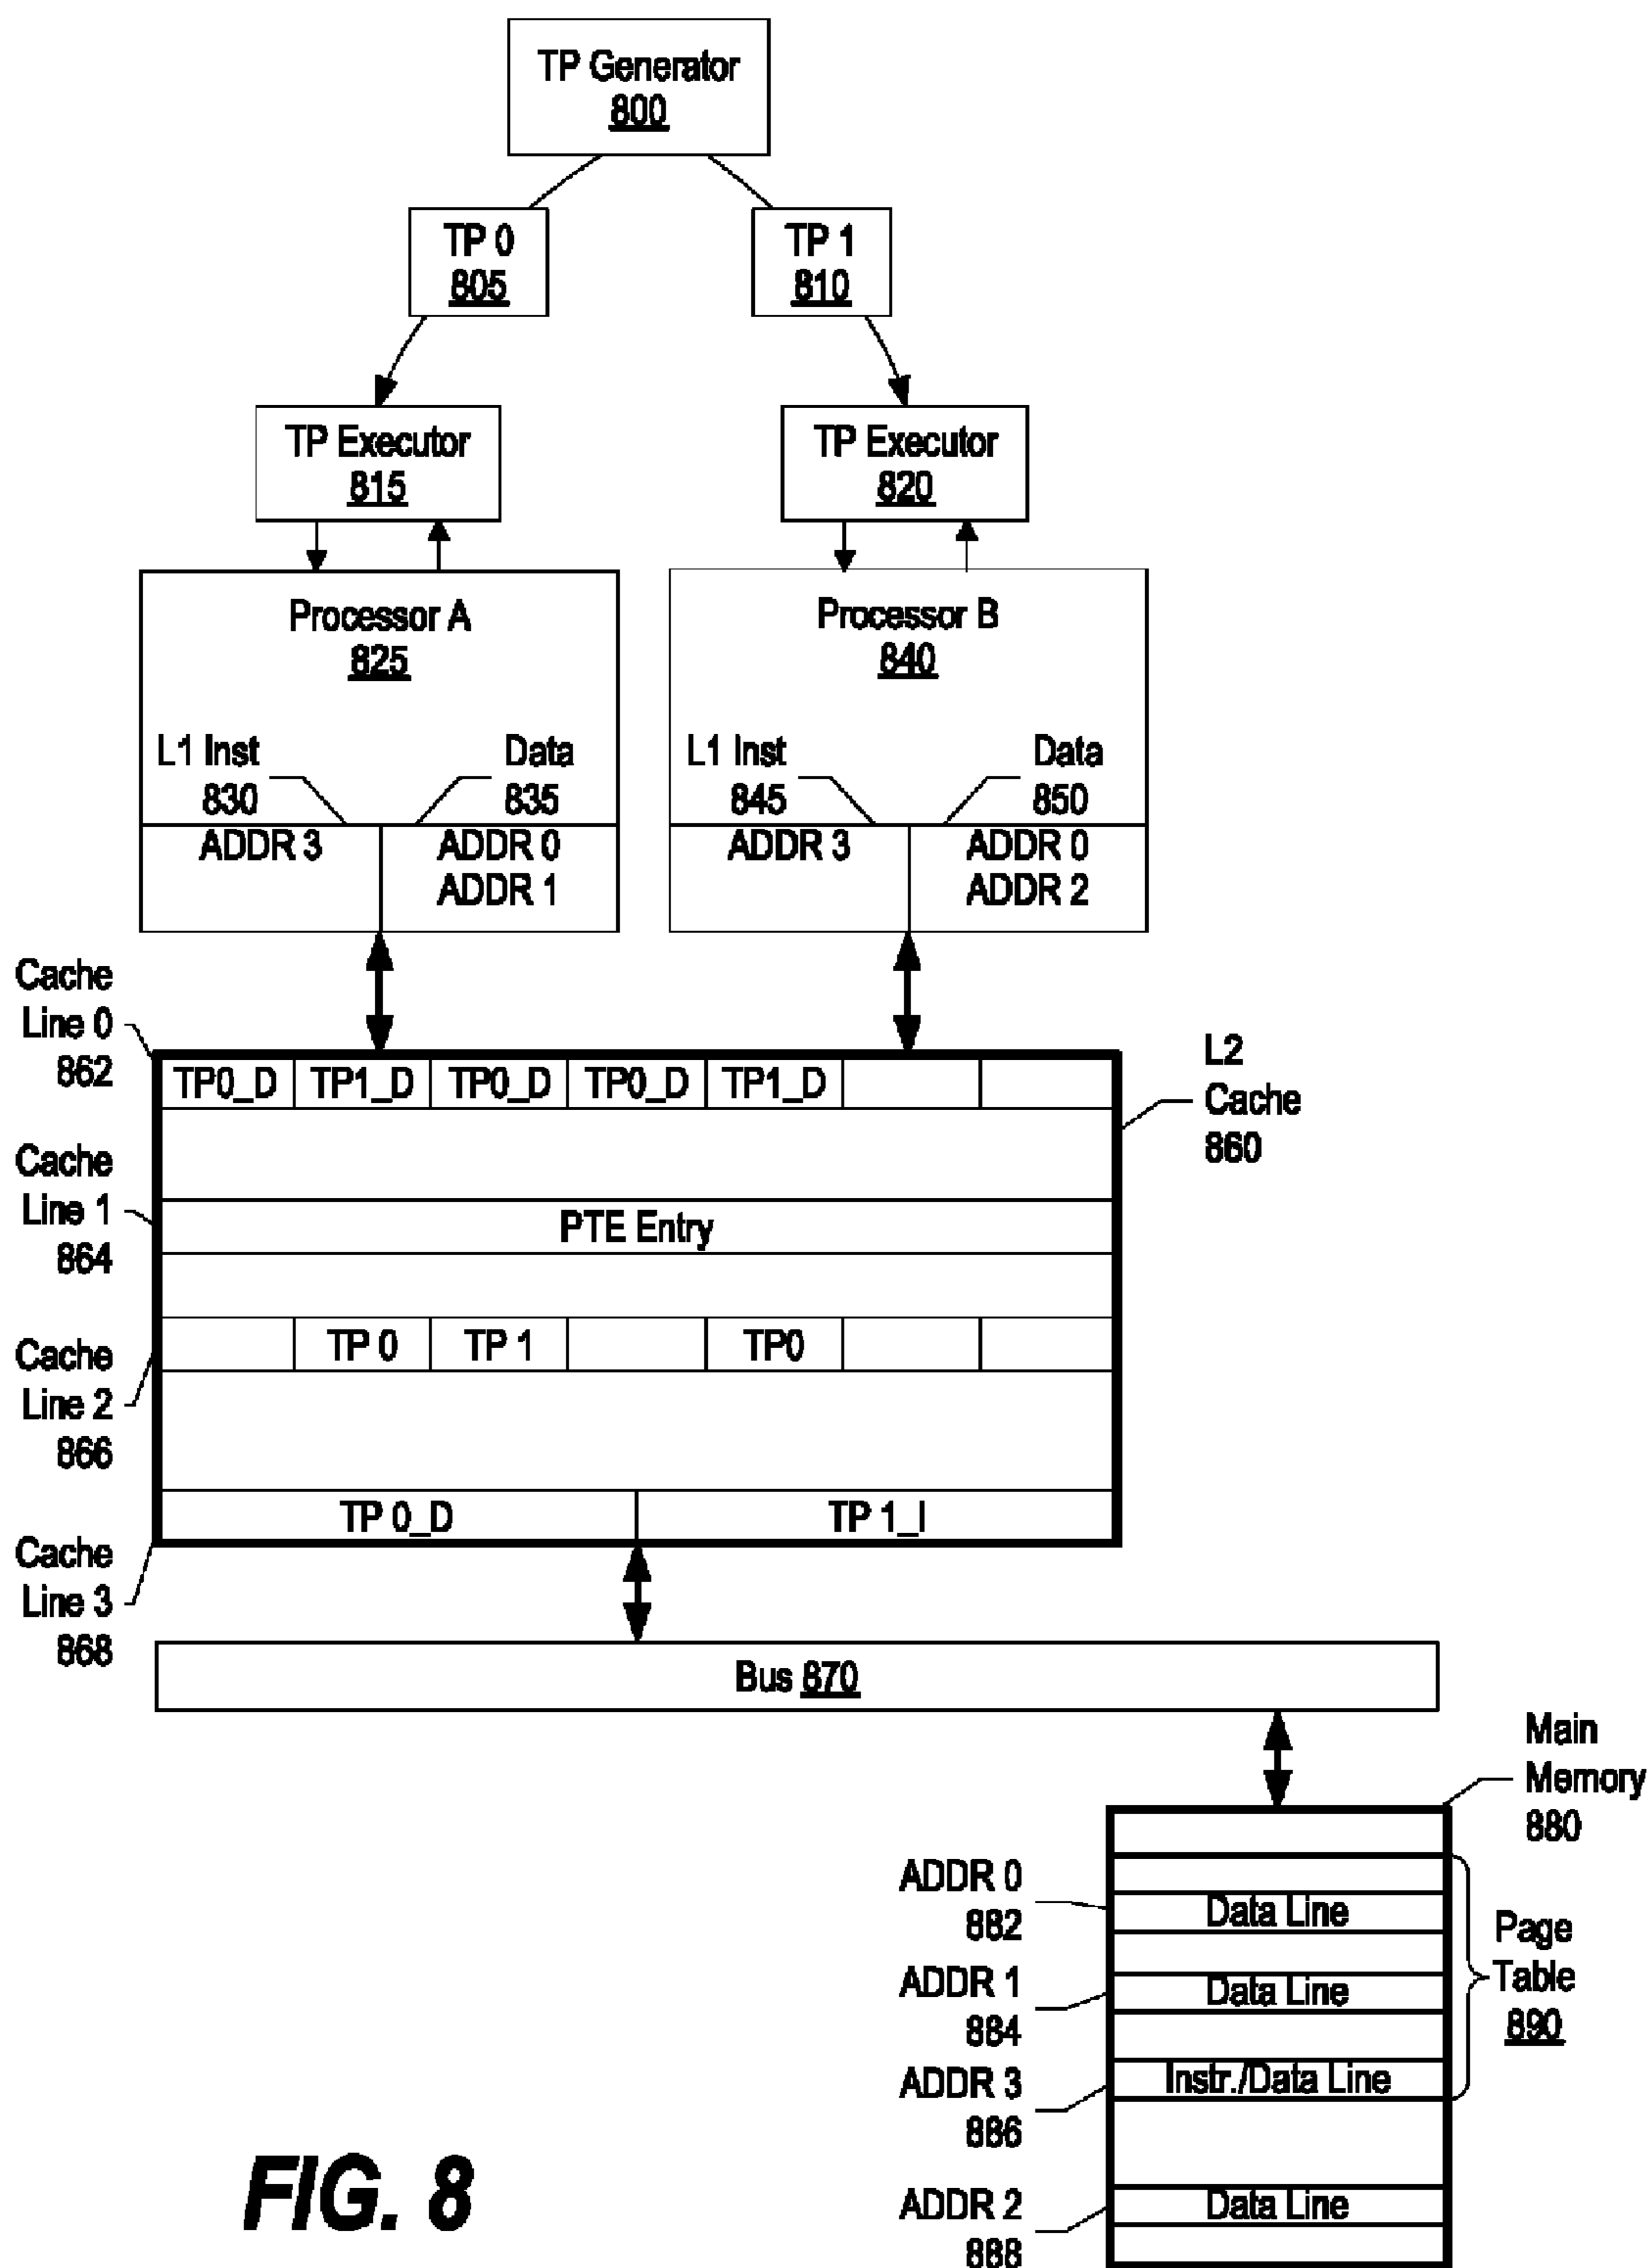 TP Generator
800
TP 0
805
TP 1
810
TP Executor
815
TP Executor
820
Processor A
825
Processor B
840
L1 Inst
830
Data
835
L1 Inst
845
Data
850
ADDR 3
ADDR 0
ADDR 1
ADDR 3
ADDR 0
ADDR 2
Cache
Line 0
862
TP0_D TP1_D TP0_D TP0_D TP1_D
L2
Cache
860
Cache
Line 1
864
PTE Entry
Cache
Line 2
866
TP 0 TP 1 TP0
TP 0_D TP 1_I
Cache
Line 3
868
Bus 870
Main
Memory
880
ADDR 0
882
Data Line
ADDR 1
884
Data Line
Page
Table
890
ADDR 3
886
Instr./Data Line
ADDR 2
888
Data Line
FIG. 8